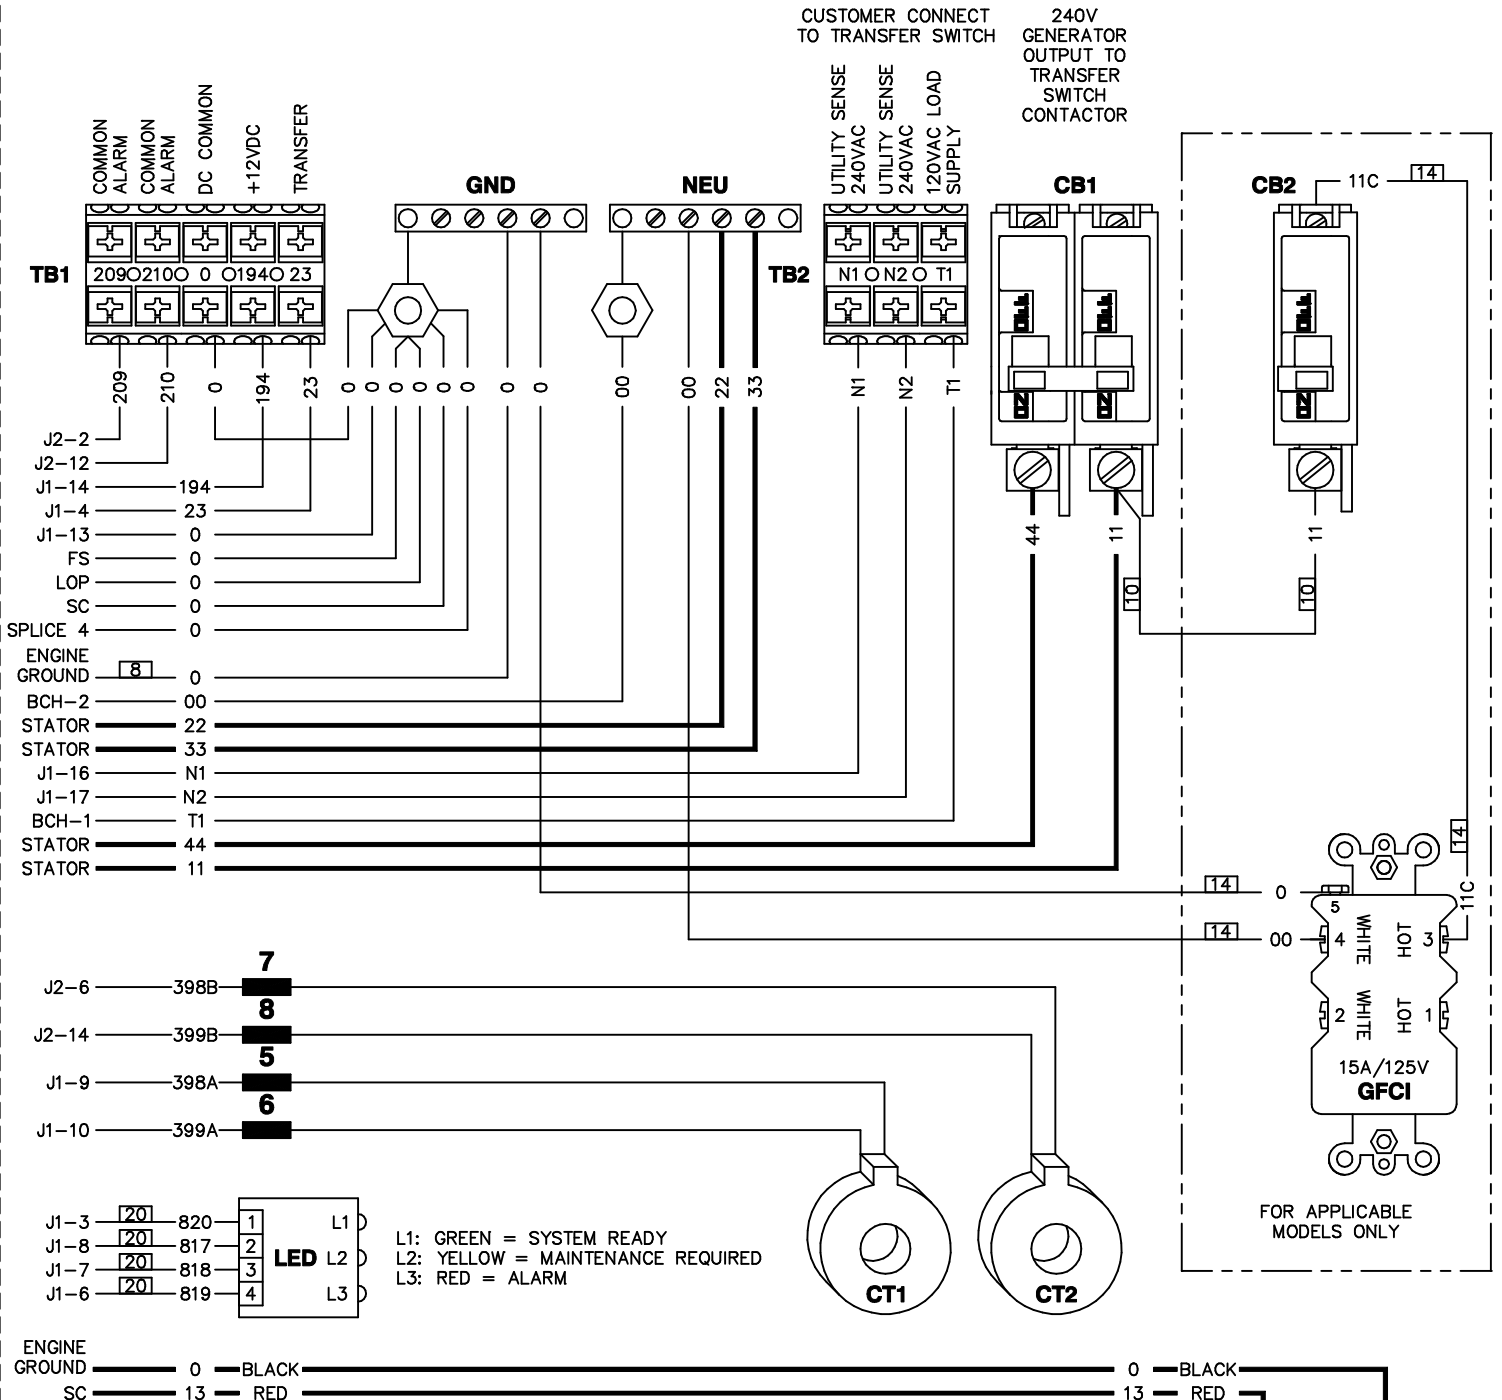 CUSTOMER CONNECT
TO TRANSFER SWITCH
240V
GENERATOR
OUTPUT TO
TRANSFER
SWITCH
CONTACTOR
COMMON
ALARM
COMMON
ALARM
DC COMMON
+12VDC
TRANSFER
UTILITY SENSE
240VAC
UTILITY SENSE
240VAC
120VAC LOAD
SUPPLY
GND
NEU
CB1
CB2
11C
14
TB1
209
210
0
194
23
TB2
N1
N2
T1
209
210
0
194
23
0
0
0
0
0
0
0
0
00
00
22
33
N1
N2
T1
J2-2
J2-12
J1-14
194
J1-4
23
J1-13
0
FS
0
LOP
0
SC
0
SPLICE 4
0
ENGINE
GROUND
8
0
BCH-2
00
STATOR
22
STATOR
33
J1-16
N1
J1-17
N2
BCH-1
T1
STATOR
44
STATOR
11
44
11
11
10
10
14
11C
14
0
14
00
5
4
WHITE
HOT
3
2
WHITE
HOT
1
15A/125V
GFCI
FOR APPLICABLE
MODELS ONLY
7
J2-6
398B
8
J2-14
399B
5
J1-9
398A
6
J1-10
399A
CT1
CT2
J1-3
20
820
1
L1
J1-8
20
817
2
LED
L2
J1-7
20
818
3
J1-6
20
819
4
L3
L1: GREEN = SYSTEM READY
L2: YELLOW = MAINTENANCE REQUIRED
L3: RED = ALARM
ENGINE
GROUND
0
BLACK
0
BLACK
SC
13
RED
13
RED